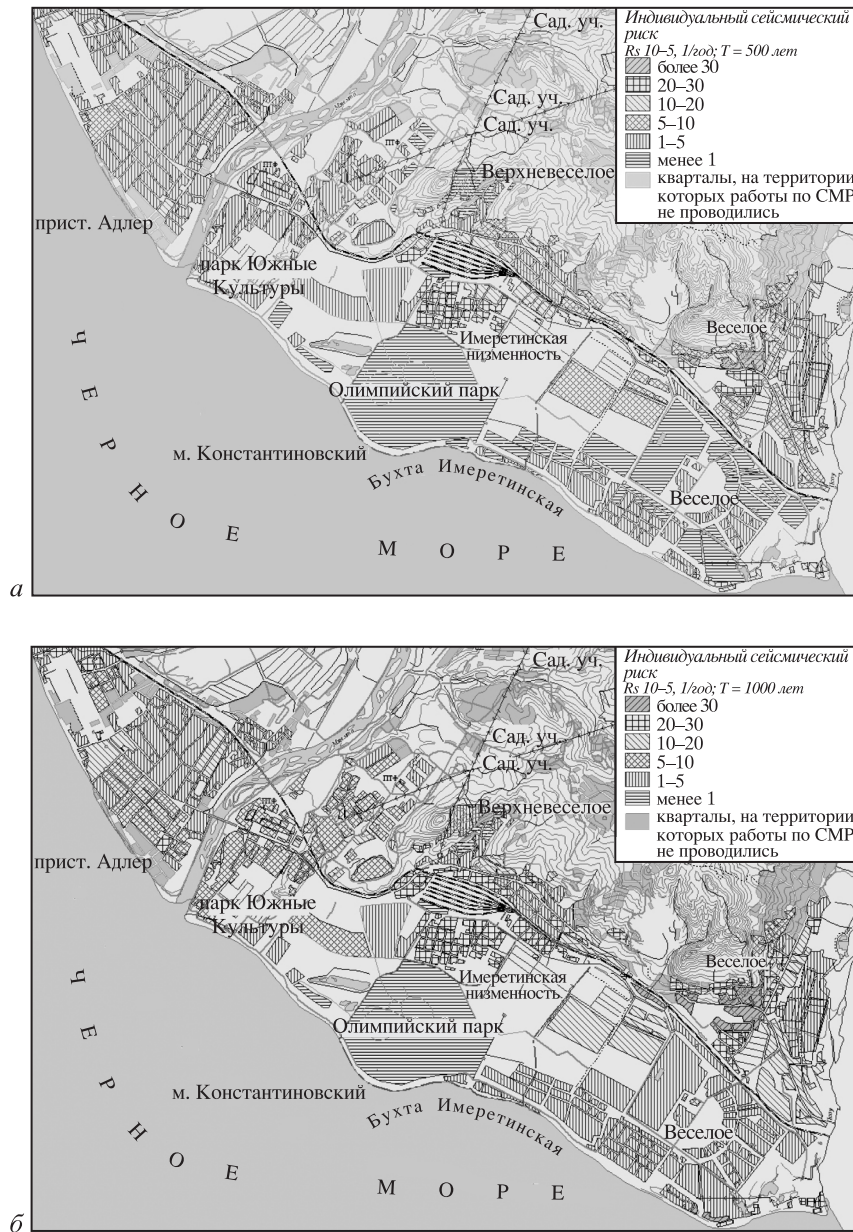 Сад. уч.
Сад. уч.
Сад. уч.
Верхневеселое
прист. Адлер
парк Южные
Культуры
Имеретинская
низменность
Веселое
Олимпийский парк
м. Константиновский
Бухта Имеретинская
Веселое
ЧЕРНОЕ
МОРЕ
Индивидуальный сейсмический
риск
Rs 10–5, 1/год; T = 500 лет
более 30
20–30
10–20
5–10
1–5
менее 1
кварталы, на территории
которых работы по СМР
не проводились
а
Сад. уч.
Сад. уч.
Сад. уч.
Верхневеселое
прист. Адлер
парк Южные
Культуры
Имеретинская
низменность
Веселое
Олимпийский парк
м. Константиновский
Бухта Имеретинская
Веселое
ЧЕРНОЕ
МОРЕ
Индивидуальный сейсмический
риск
Rs 10–5, 1/год; T = 1000 лет
более 30
20–30
10–20
5–10
1–5
менее 1
кварталы, на территории
которых работы по СМР
не проводились
б